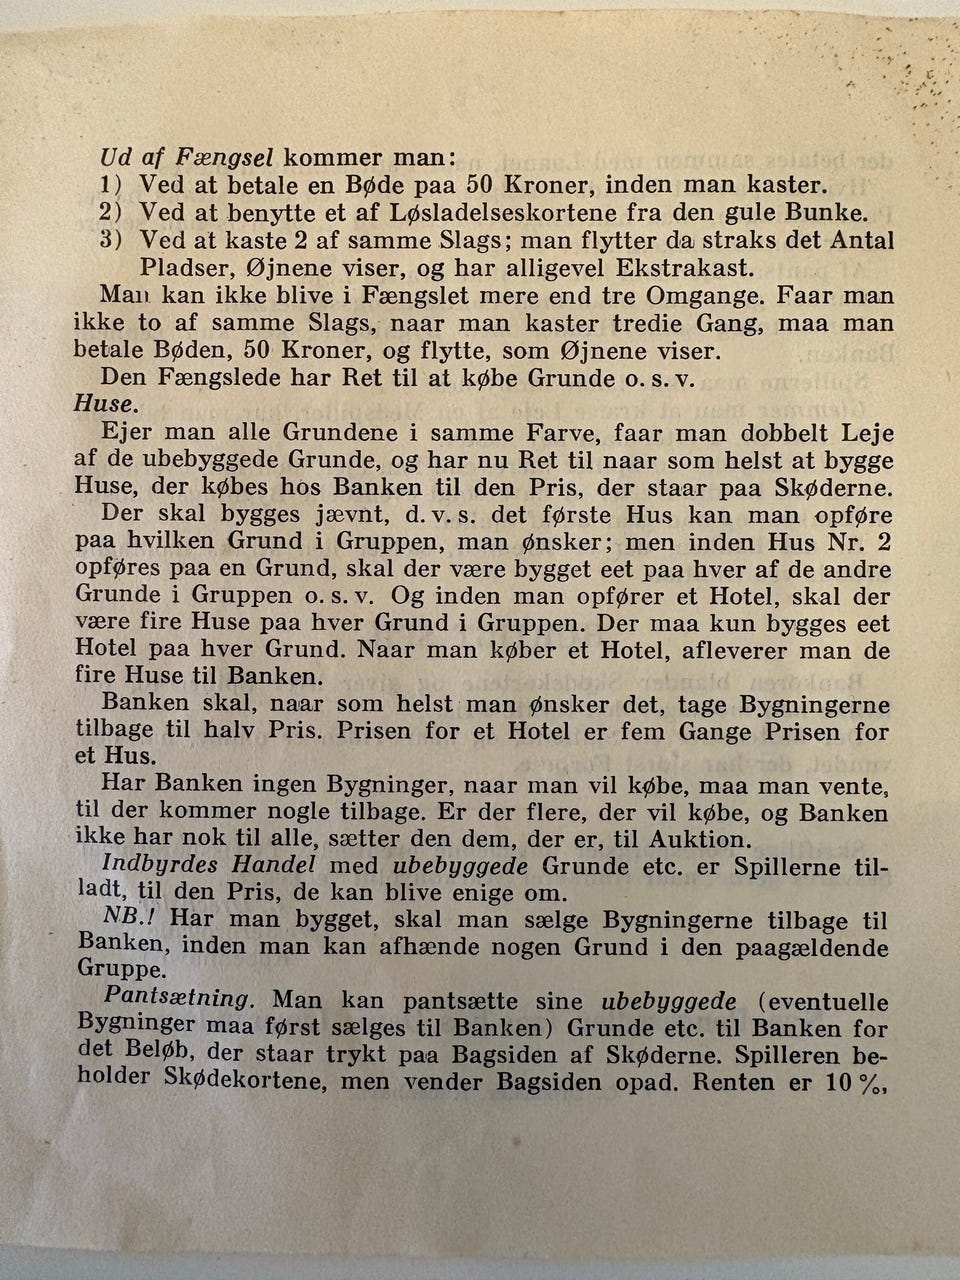 Ud af Fængsel kommer man:
1) Ved at betale en Bøde paa 50 Kroner, inden man kaster.
2) Ved at benytte et af Løsladelseskortene fra den gule Bunke.
3) Ved at kaste 2 af samme Slags; man flytter da straks det Antal
Pladser, Øjnene viser, og har alligevel Ekstrakast.
Man kan ikke blive i Fængslet mere end tre Omgange. Faar man
ikke to af samme Slags, naar man kaster tredie Gang, maa man
betale Bøden, 50 Kroner, og flytte, som Øjnene viser.
Den Fængslede har Ret til at købe Grunde o. s. v.
Huse.
Ejer man alle Grundene i samme Farve, faar man dobbelt Leje
af de ubebyggede Grunde, og har nu Ret til naar som helst at bygge
Huse, der købes hos Banken til den Pris, der staar paa Skøderne.
Der skal bygges jævnt, d. v. s. det første Hus kan man opføre
paa hvilken Grund i Gruppen, man ønsker; men inden Hus Nr. 2
opføres paa en Grund, skal der være bygget eet paa hver af de andre
Grunde i Gruppen o. s. v. Og inden man opfører et Hotel, skal der
være fire Huse paa hver Grund i Gruppen. Der maa kun bygges eet
Hotel paa hver Grund. Naar man køber et Hotel, afleverer man de
fire Huse til Banken.
Banken skal, naar som helst man ønsker det, tage Bygningerne
tilbage til halv Pris. Prisen for et Hotel er fem Gange Prisen for
et Hus.
Har Banken ingen Bygninger, naar man vil købe, maa man vente,
til der kommer nogle tilbage. Er der flere, der vil købe, og Banken
ikke har nok til alle, sætter den dem, der er, til Auktion.
Indbyrdes Handel med ubebyggede Grunde etc. er Spillerne til-
ladt, til den Pris, de kan blive enige om.
NB.! Har man bygget, skal man sælge Bygningerne tilbage til
Banken, inden man kan afhænde nogen Grund i den paagældende
Gruppe.
Pantsætning. Man kan pantsætte sine ubebyggede (eventuelle
Bygninger maa først sælges til Banken) Grunde etc. til Banken for
det Beløb, der staar trykt paa Bagsiden af Skøderne. Spilleren be-
holder Skødekortene, men vender Bagsiden opad. Renten er 10 %,